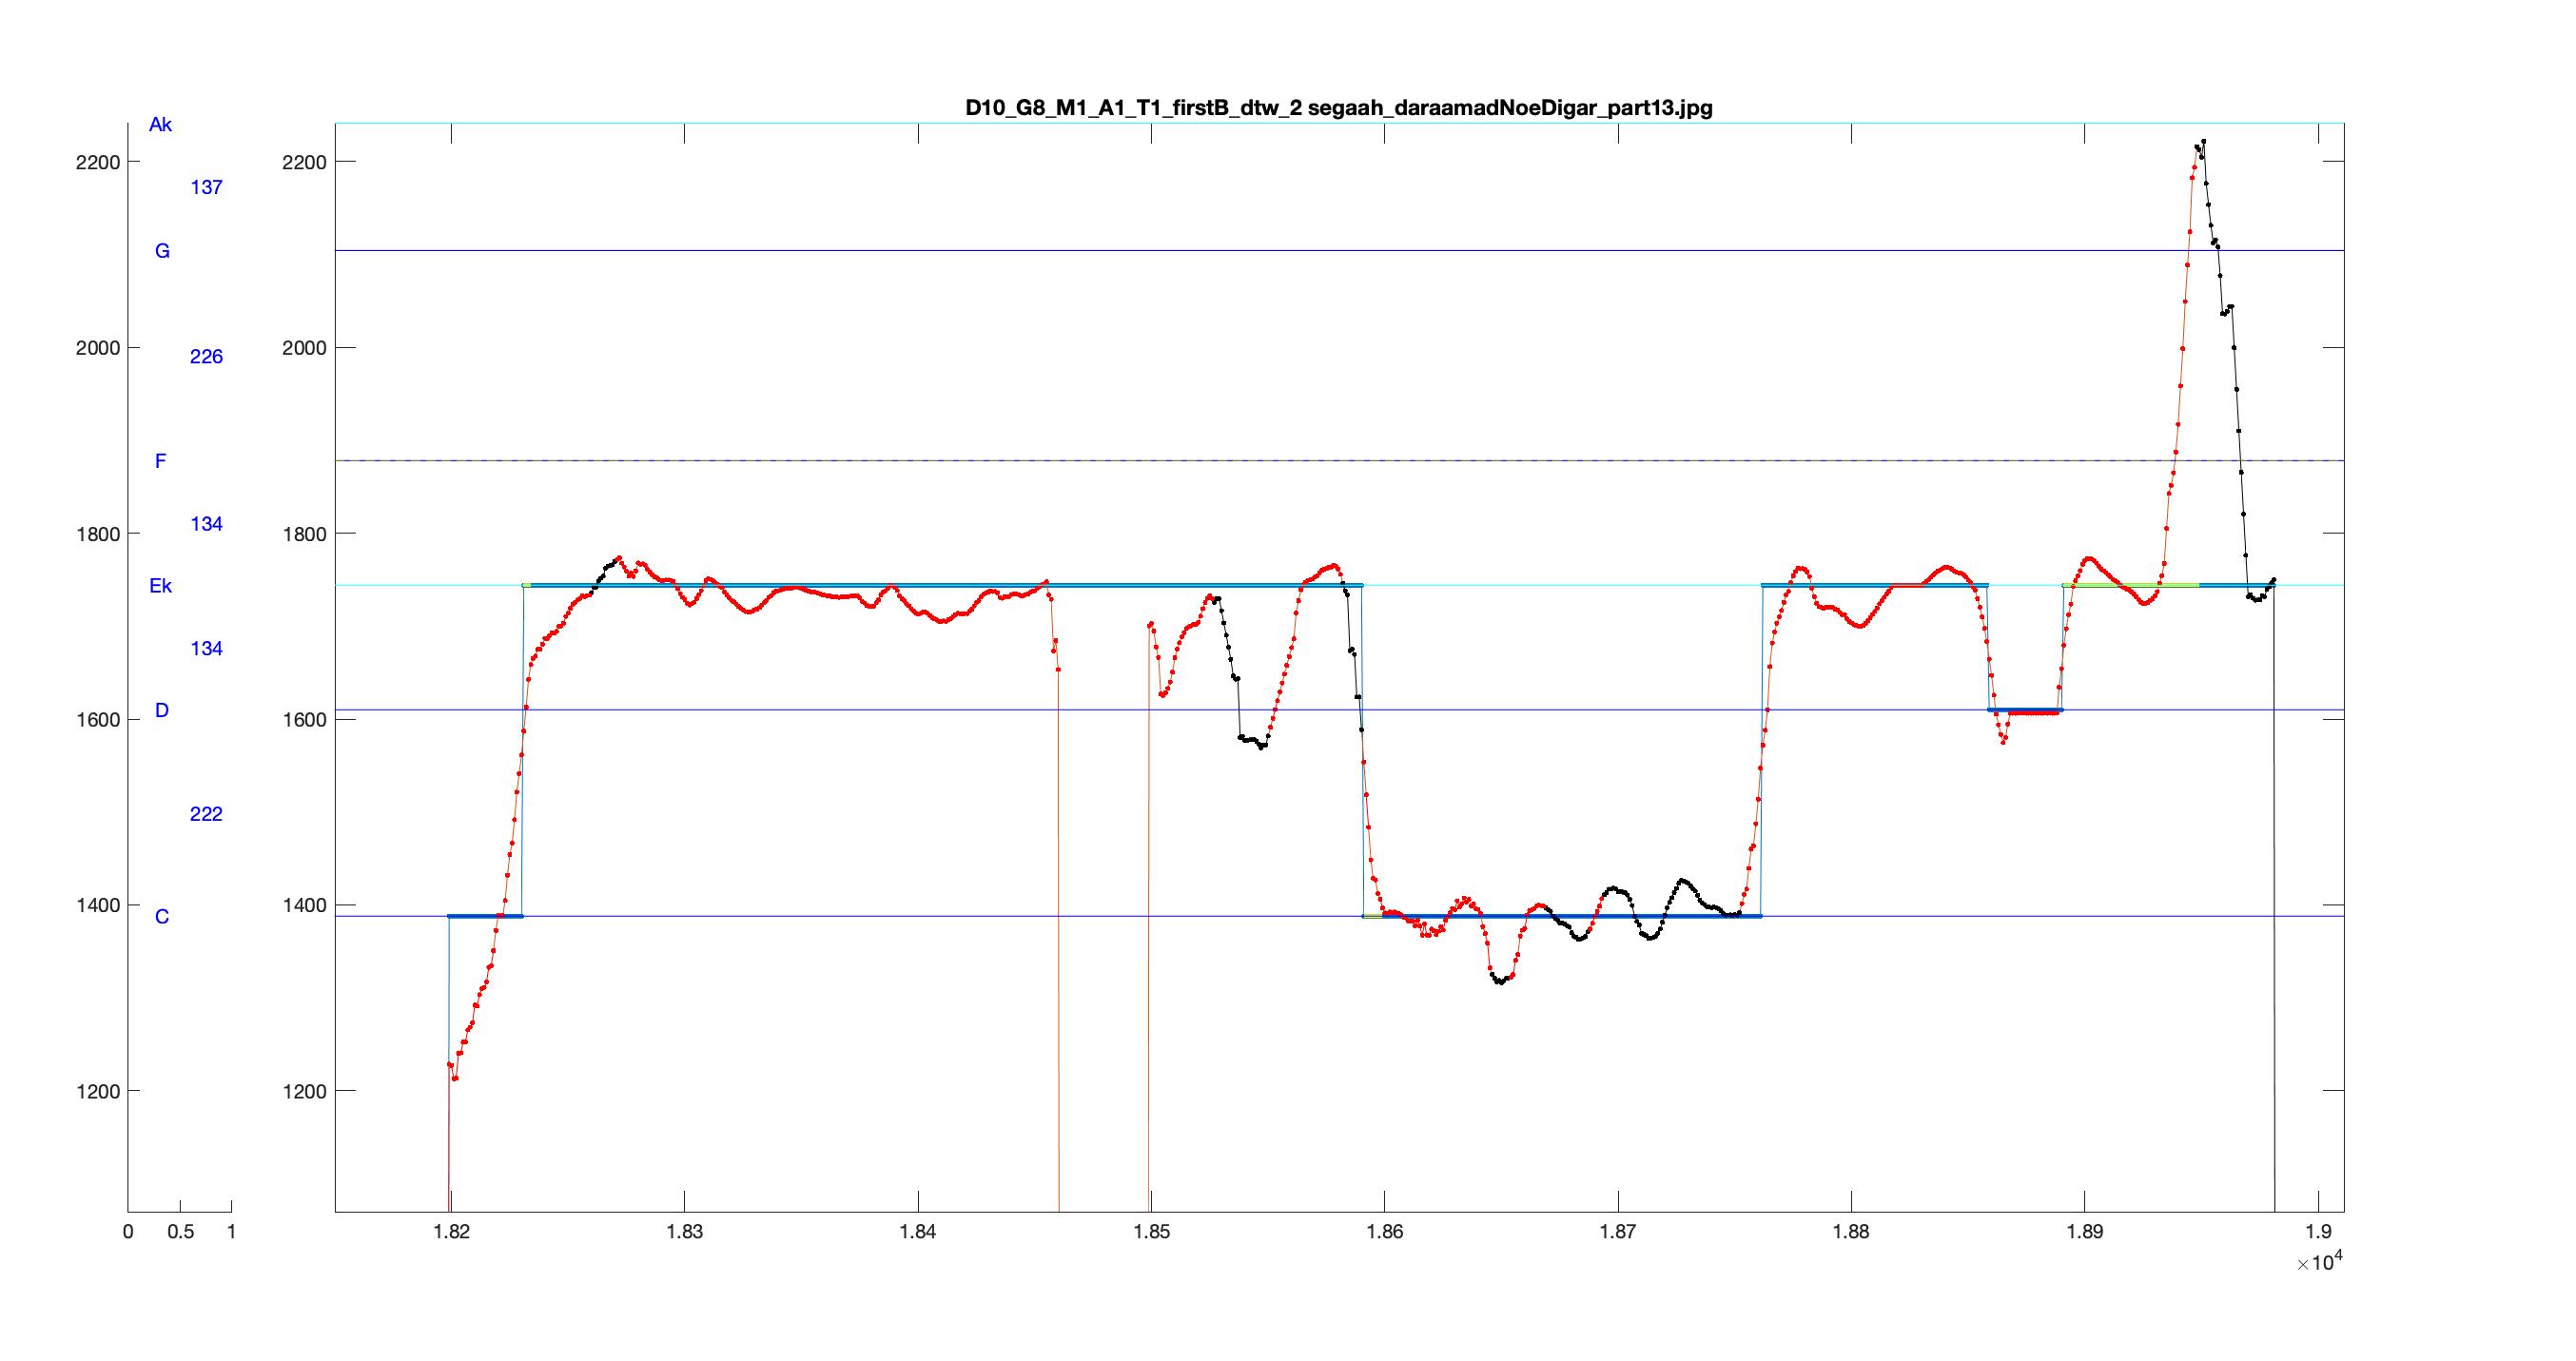 D10_G8_M1_A1_T1_firstB_dtw_2 segaah_daraamadNoeDigar_part13.jpg
Ak
2200 2200
137
G
226
2000 2000
F
134
1800 1800
Ek
134
D
1600 1600
222
1400 1400
C
1200 1200
0 0.5 1 1.82 1.83 1.84 1.85 1.86 1.87 1.88 1.89 1.9
×10^4